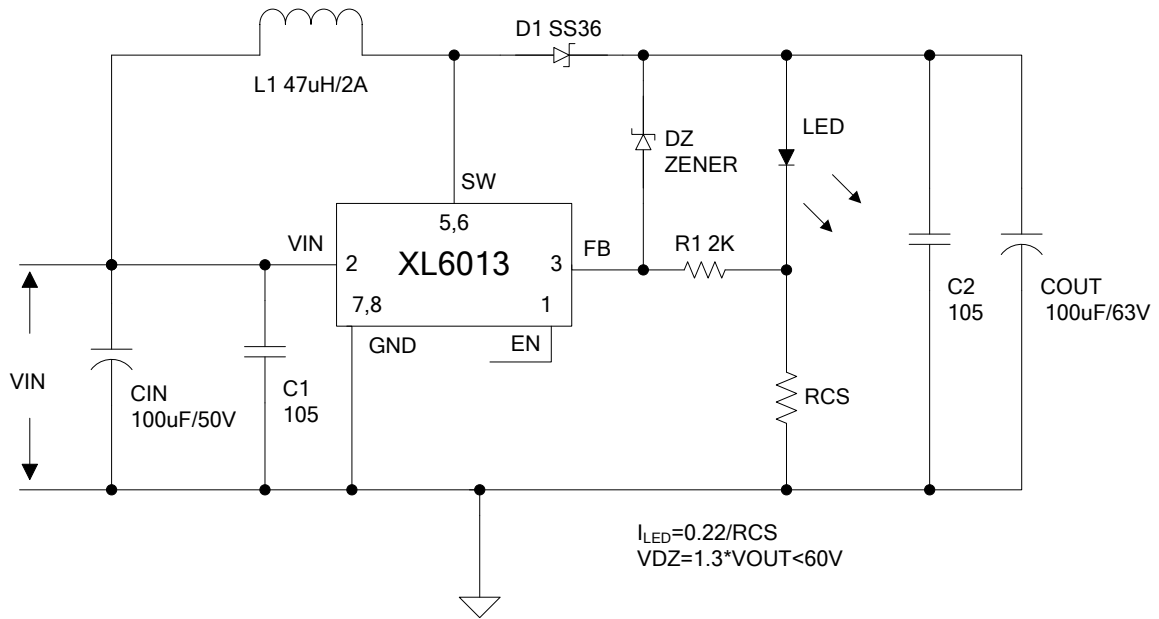 D1 SS36
L1 47uH/2A
LED
DZ
ZENER
SW
5,6
VIN
2
XL6013
3
FB
R1 2K
7,8
1
GND
EN
C2
105
COUT
100uF/63V
VIN
CIN
100uF/50V
C1
105
RCS
ILED=0.22/RCS
VDZ=1.3*VOUT<60V